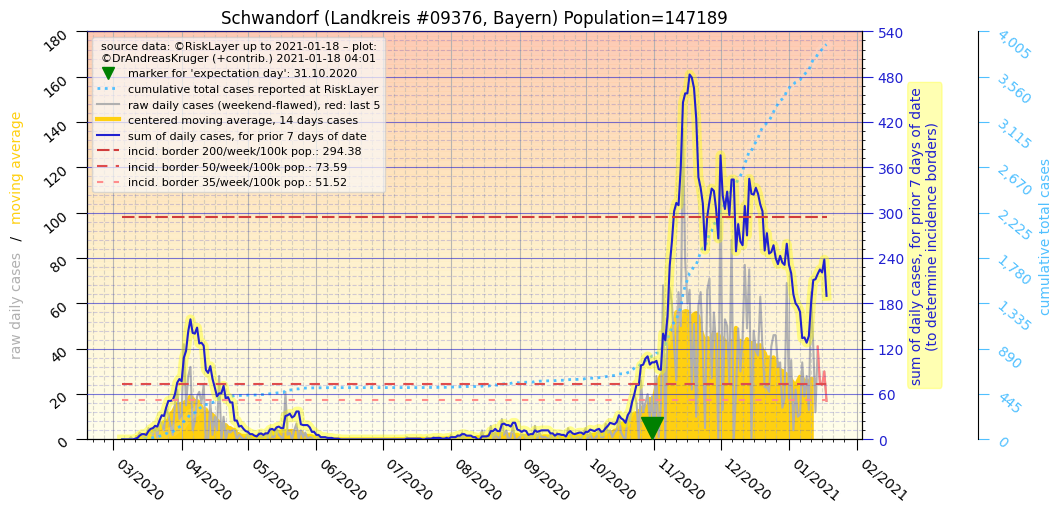 Schwandorf (Landkreis #09376, Bayern) Population=147189
source data: ©RiskLayer up to 2021-01-18 – plot:
©DrAndreasKruger (+contrib.) 2021-01-18 04:01
marker for 'expectation day': 31.10.2020
cumulative total cases reported at RiskLayer
raw daily cases (weekend-flawed), red: last 5
centered moving average, 14 days cases
sum of daily cases, for prior 7 days of date
incid. border 200/week/100k pop.: 294.38
incid. border 50/week/100k pop.: 73.59
incid. border 35/week/100k pop.: 51.52
raw daily cases / moving average
180
160
140
120
100
80
60
40
20
0
03/2020
04/2020
05/2020
06/2020
07/2020
08/2020
09/2020
10/2020
11/2020
12/2020
01/2021
02/2021
540
480
420
360
300
240
180
120
60
0
sum of daily cases, for prior 7 days of date
(to determine incidence borders)
4,005
3,560
3,115
2,670
2,225
1,780
1,335
890
445
0
cumulative total cases